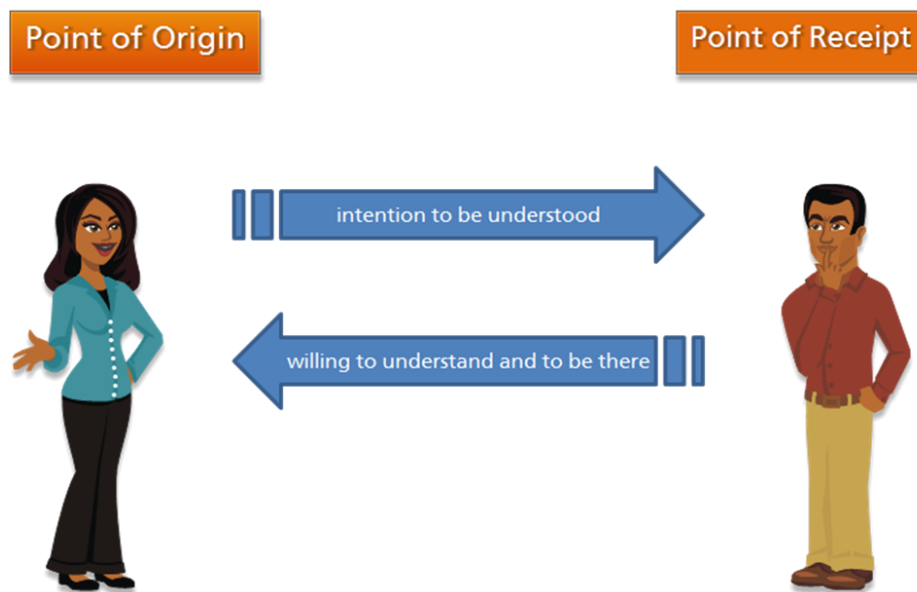 Point of Origin
Point of Receipt
intention to be understood
willing to understand and to be there